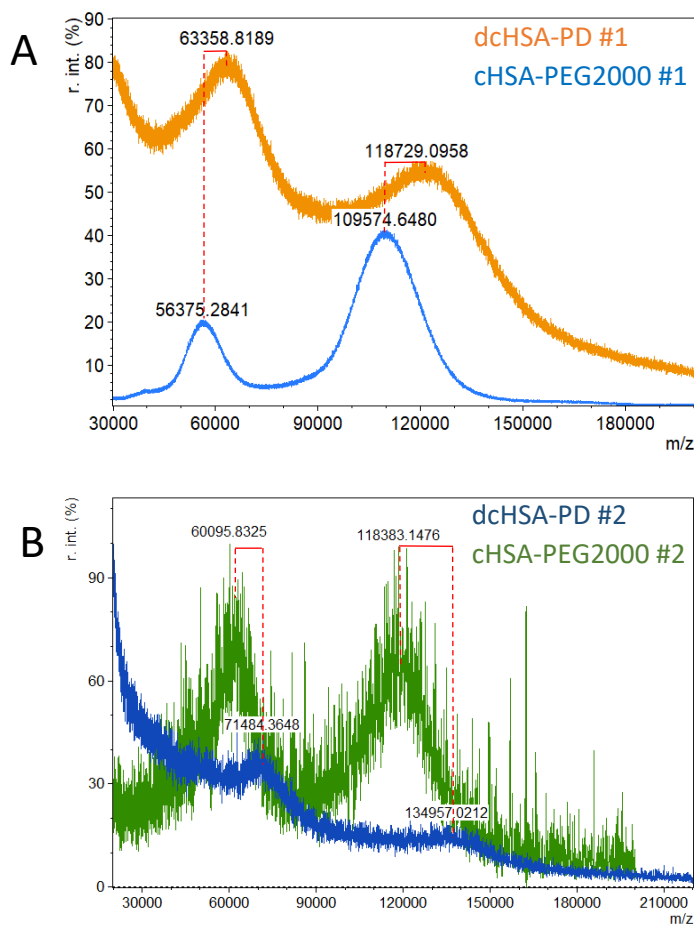 A
r. int. (%)
90
80
70
60
50
40
30
20
10
63358.8189
dcHSA-PD #1
cHSA-PEG2000 #1
118729.0958
109574.6480
56375.2841
30000 60000 90000 120000 150000 180000
m/z
B
r. int. (%)
90
60
30
0
60095.8325
118383.1476
dcHSA-PD #2
cHSA-PEG2000 #2
71484.3648
134957.0212
30000 60000 90000 120000 150000 180000 210000
m/z